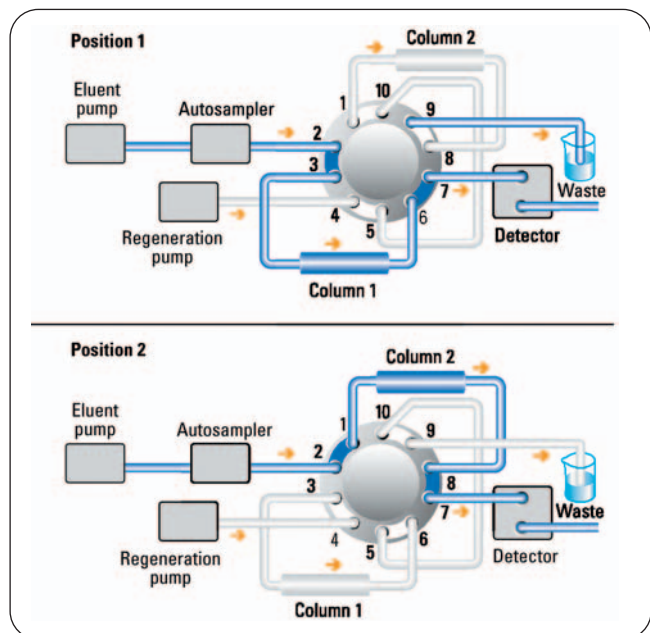 Position 1
Column 2
Eluent
pump
Autosampler
1
10
9
2
3
8
7
4
5
6
Waste
Regeneration
pump
Detector
Column 1
Position 2
Column 2
Eluent
pump
Autosampler
1
10
9
2
3
8
7
4
5
6
Waste
Regeneration
pump
Detector
Column 1